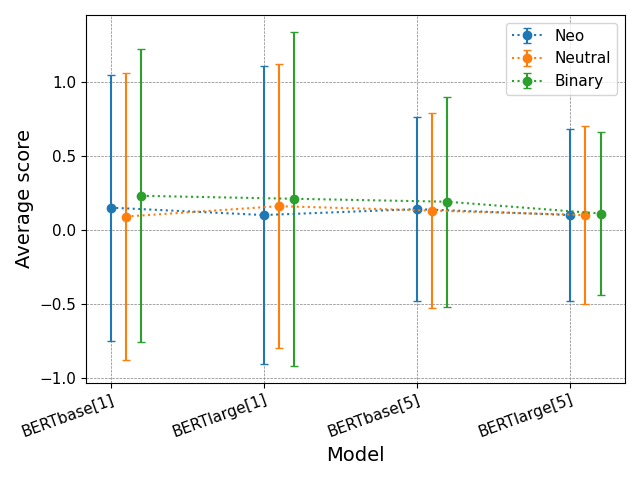 Neo
Neutral
Binary
Average score
1.0
0.5
0.0
−0.5
−1.0
BERTbase[1]
BERTlarge[1]
BERTbase[5]
BERTlarge[5]
Model